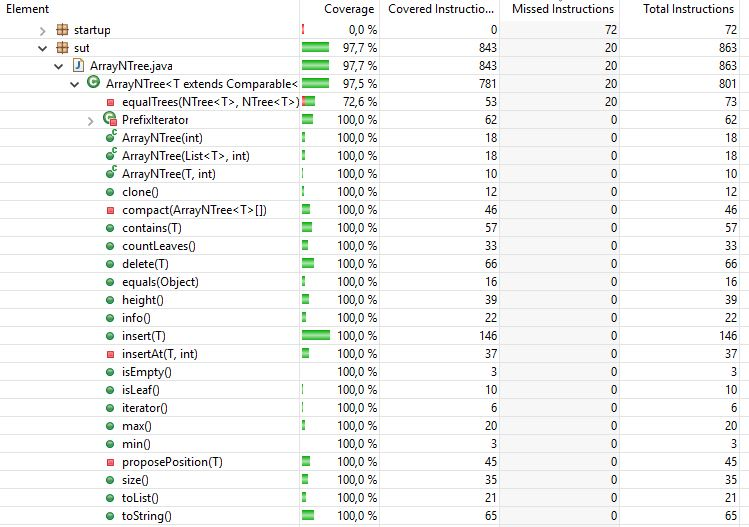 Element Coverage Covered Instructio... Missed Instructions Total Instructions
startup 0,0 % 0 72 72
sut 97,7 % 843 20 863
ArrayNTree.java 97,7 % 843 20 863
ArrayNTree<T extends Comparable< 97,5 % 781 20 801
equalTrees(NTree<T>, NTree<T>) 72,6 % 53 20 73
PrefixIterator 100,0 % 62 0 62
ArrayNTree(int) 100,0 % 18 0 18
ArrayNTree(List<T>, int) 100,0 % 18 0 18
ArrayNTree(T, int) 100,0 % 10 0 10
clone() 100,0 % 12 0 12
compact(ArrayNTree<T>[]) 100,0 % 46 0 46
contains(T) 100,0 % 57 0 57
countLeaves() 100,0 % 33 0 33
delete(T) 100,0 % 66 0 66
equals(Object) 100,0 % 16 0 16
height() 100,0 % 39 0 39
info() 100,0 % 22 0 22
insert(T) 100,0 % 146 0 146
insertAt(T, int) 100,0 % 37 0 37
isEmpty() 100,0 % 3 0 3
isLeaf() 100,0 % 10 0 10
iterator() 100,0 % 6 0 6
max() 100,0 % 20 0 20
min() 100,0 % 3 0 3
proposePosition(T) 100,0 % 45 0 45
size() 100,0 % 35 0 35
toList() 100,0 % 21 0 21
toString() 100,0 % 65 0 65